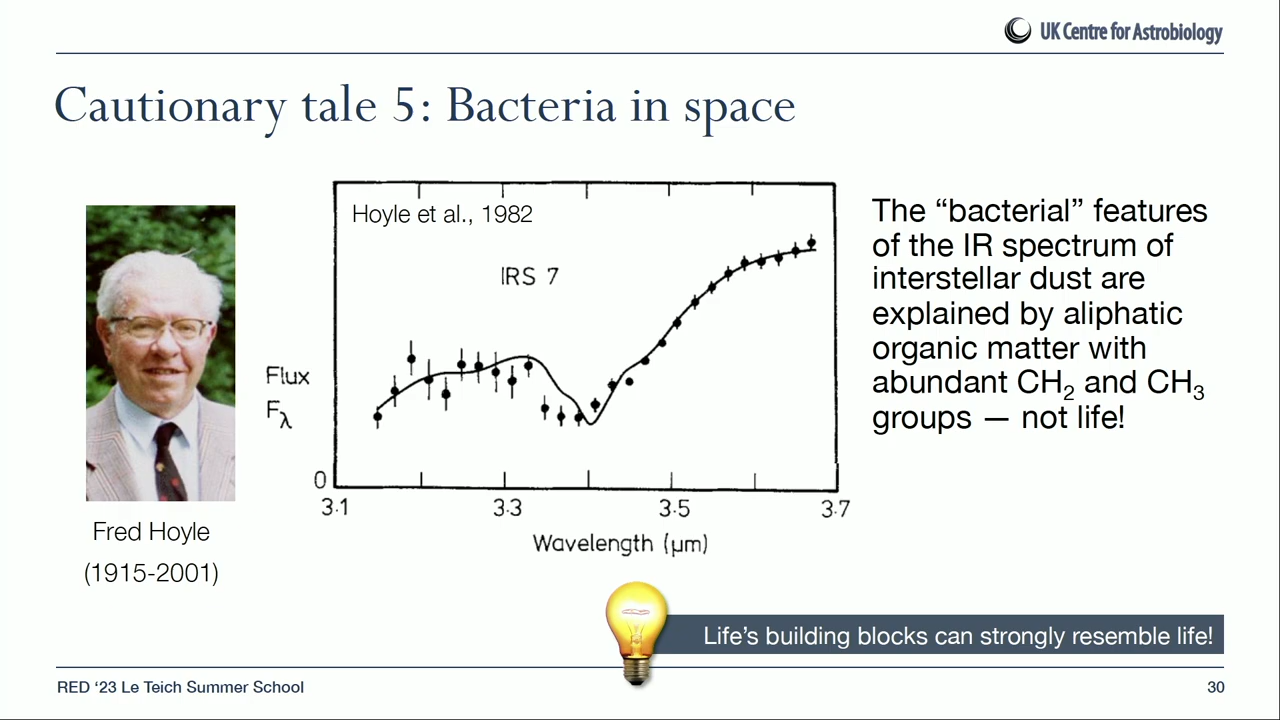 UK Centre for Astrobiology
Cautionary tale 5: Bacteria in space
Hoyle et al., 1982
IRS 7
Flux
Fλ
0
3.1
3.3
3.5
3.7
Wavelength (μm)
Fred Hoyle
(1915-2001)
The “bacterial” features
of the IR spectrum of
interstellar dust are
explained by aliphatic
organic matter with
abundant CH₂ and CH₃
groups — not life!
Life’s building blocks can strongly resemble life!
RED ‘23 Le Teich Summer School
30